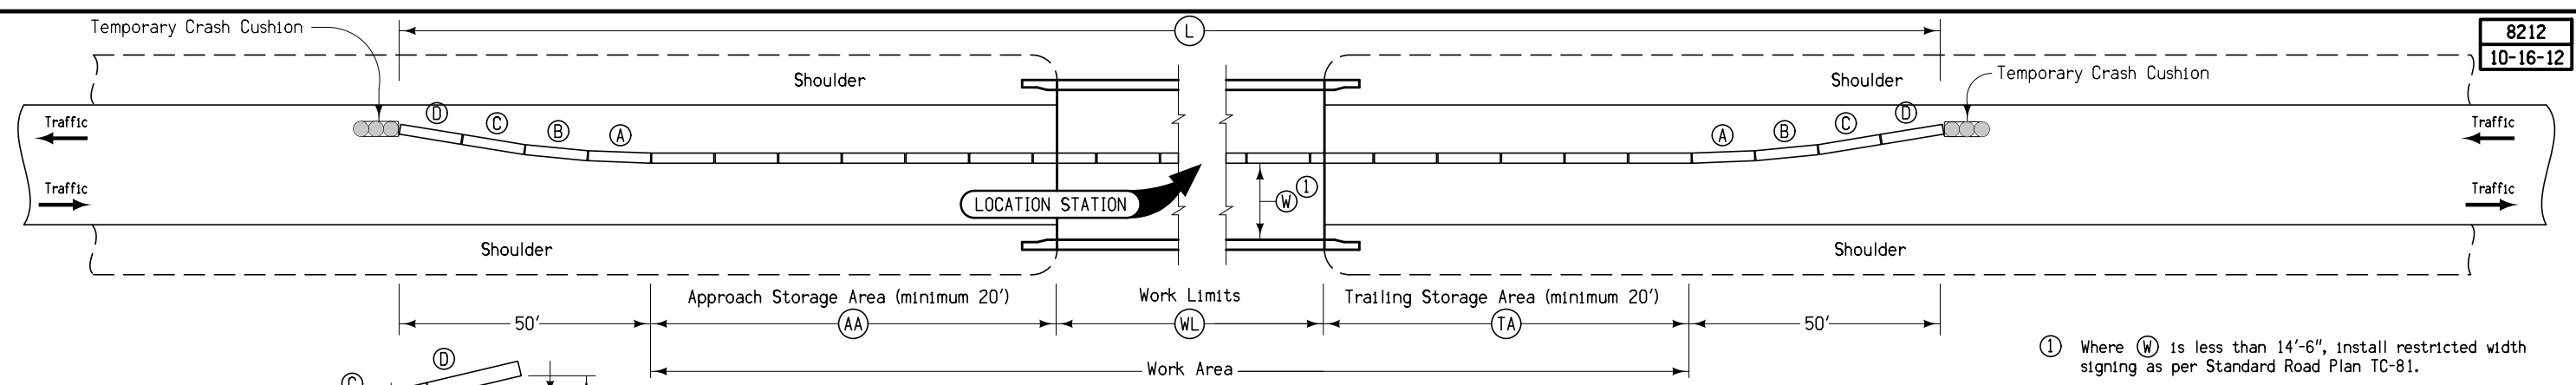 Temporary Crash Cushion
L
8212
10-16-12
Shoulder
Shoulder
Temporary Crash Cushion
Traffic
D
C
B
A
A
B
C
D
Traffic
Traffic
LOCATION STATION
W
1
Traffic
Shoulder
Shoulder
Approach Storage Area (minimum 20')
Work Limits
Trailing Storage Area (minimum 20')
50'
AA
WL
TA
50'
1 Where W is less than 14'-6", install restricted width
signing as per Standard Road Plan TC-81.
D
Work Area
C